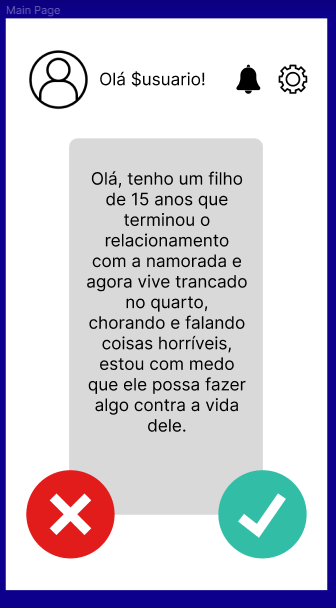 Main Page
Olá $usuario!
Olá, tenho um filho
de 15 anos que
terminou o
relacionamento
com a namorada e
agora vive trancado
no quarto,
chorando e falando
coisas horríveis,
estou com medo
que ele possa fazer
algo contra a vida
dele.